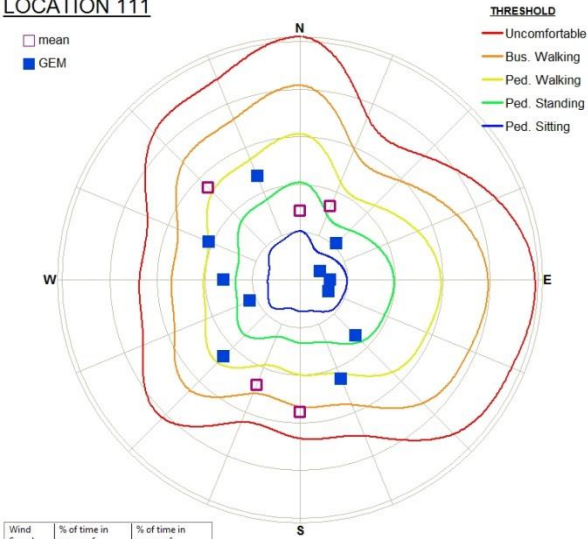 LOCATION 111
mean
GEM
THRESHOLD
Uncomfortable
Bus. Walking
Ped. Walking
Ped. Standing
Ped. Sitting
N
W
E
S
Wind % of time in % of time in